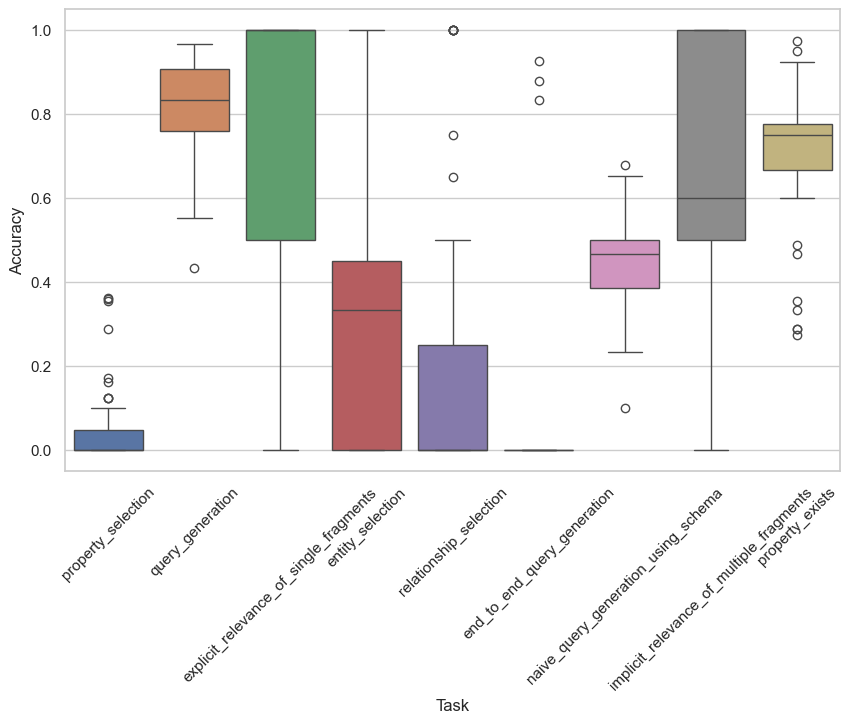 1.0
0.8
0.6
0.4
0.2
0.0
Accuracy
property_selection
query_generation
explicit_relevance_of_single_fragments
entity_selection
relationship_selection
end_to_end_query_generation
naive_query_generation_using_schema
implicit_relevance_of_multiple_fragments
property_exists
Task